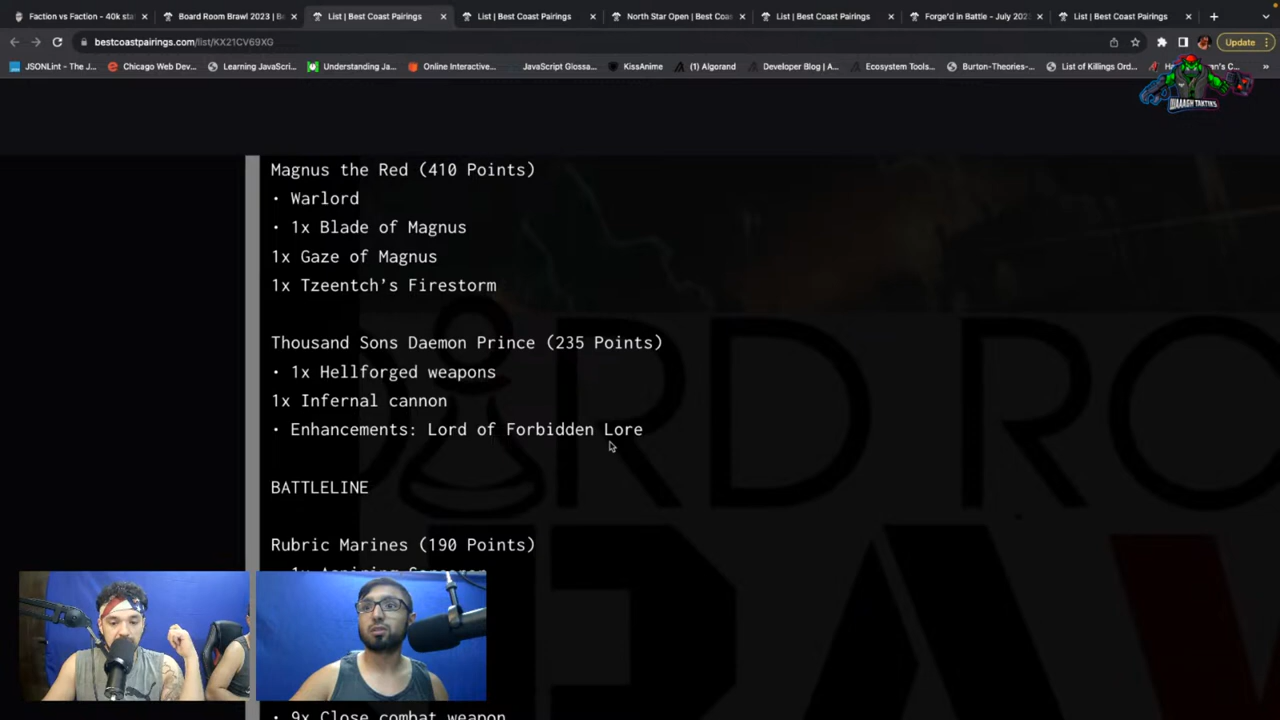 Faction vs Faction - 40k sta
Board Room Brawl 2023 | Be
List | Best Coast Pairings
List | Best Coast Pairings
North Star Open | Best Coa
List | Best Coast Pairings
Forge'd in Battle - July 202
List | Best Coast Pairings
bestcoastpairings.com/list/KX21CV69XG
Update
JSONLint - The J...
Chicago Web Dev...
Learning JavaScri...
Understanding Ja...
Online Interactive...
JavaScript Glossa...
KissAnime
(1) Algorand
Developer Blog | A...
Ecosystem Tools...
Burton-Theories-...
List of Killings Ord...
WAAAGH TAKTIKS
Magnus the Red (410 Points)
• Warlord
• 1x Blade of Magnus
1x Gaze of Magnus
1x Tzeentch's Firestorm
Thousand Sons Daemon Prince (235 Points)
• 1x Hellforged weapons
1x Infernal cannon
• Enhancements: Lord of Forbidden Lore
BATTLELINE
Rubric Marines (190 Points)
• 9x Close combat weapon